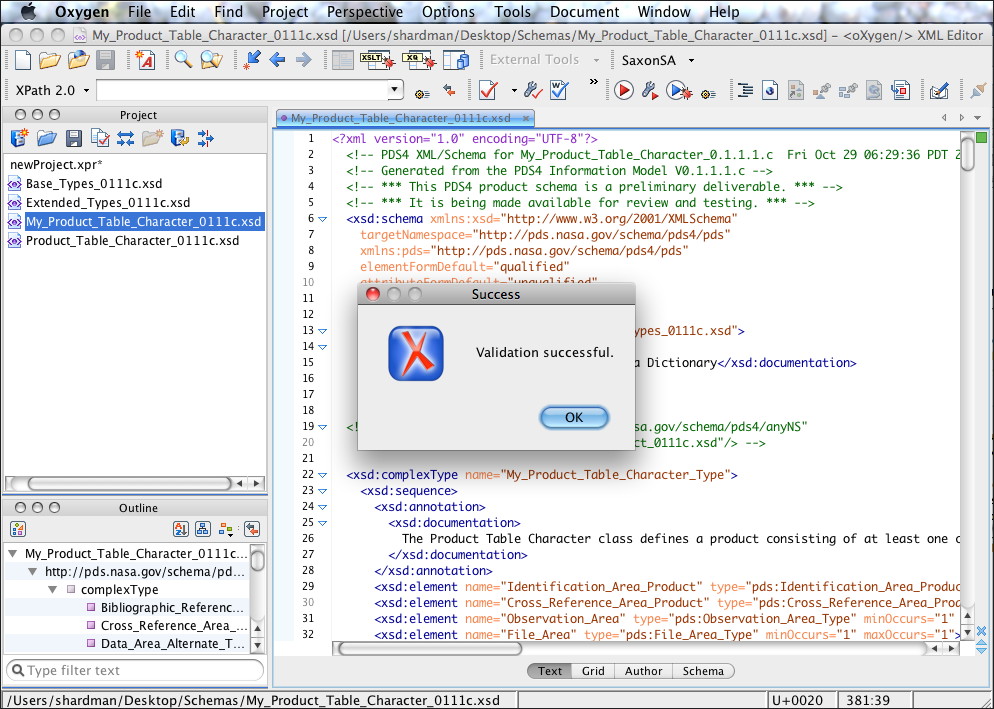 Oxygen File Edit Find Project Perspective Options Tools Document Window Help
My_Product_Table_Character_0111c.xsd [/Users/shardman/Desktop/Schemas/My_Product_Table_Character_0111c.xsd] - <oXygen/> XML Editor
External Tools SaxonSA
XPath 2.0
Project
newProject.xpr*
Base_Types_0111c.xsd
Extended_Types_0111c.xsd
My_Product_Table_Character_0111c.xsd
Product_Table_Character_0111c.xsd
Outline
My_Product_Table_Character_0111c...
http://pds.nasa.gov/schema/pd...
complexType
Bibliographic_Referenc...
Cross_Reference_Area_...
Data_Area_Alternate_T...
Type filter text
My_Product_Table_Character_0111c.xsd
1 <?xml version="1.0" encoding="UTF-8"?>
2 <!-- PDS4 XML/Schema for My_Product_Table_Character_0.1.1.1.c Fri Oct 29 06:29:36 PDT 2
3 <!-- Generated from the PDS4 Information Model V0.1.1.1.c -->
4 <!-- *** This PDS4 product schema is a preliminary deliverable. *** -->
5 <!-- *** It is being made available for review and testing. *** -->
6 <xsd:schema xmlns:xsd="http://www.w3.org/2001/XMLSchema"
7 targetNamespace="http://pds.nasa.gov/schema/pds4/pds"
8 xmlns:pds="http://pds.nasa.gov/schema/pds4/pds"
9 elementFormDefault="qualified"
10 attributeFormDefault="unqualified"
11
12
13 ypes_0111c.xsd">
14
15 a Dictionary</xsd:documentation>
16
17
18
19 <! sa.gov/schema/pds4/anyNS"
20 ct_0111c.xsd"/> -->
21
22 <xsd:complexType name="My_Product_Table_Character_Type">
23 <xsd:sequence>
24 <xsd:annotation>
25 <xsd:documentation>
26 The Product Table Character class defines a product consisting of at least one c
27 </xsd:documentation>
28 </xsd:annotation>
29 <xsd:element name="Identification_Area_Product" type="pds:Identification_Area_Produc
30 <xsd:element name="Cross_Reference_Area_Product" type="pds:Cross_Reference_Area_Proc
31 <xsd:element name="Observation_Area" type="pds:Observation_Area_Type" minOccurs="1"
32 <xsd:element name="File_Area" type="pds:File_Area_Type" minOccurs="1" maxOccurs="1">
Success
Validation successful.
OK
Text Grid Author Schema
/Users/shardman/Desktop/Schemas/My_Product_Table_Character_0111c.xsd U+0020 381:39